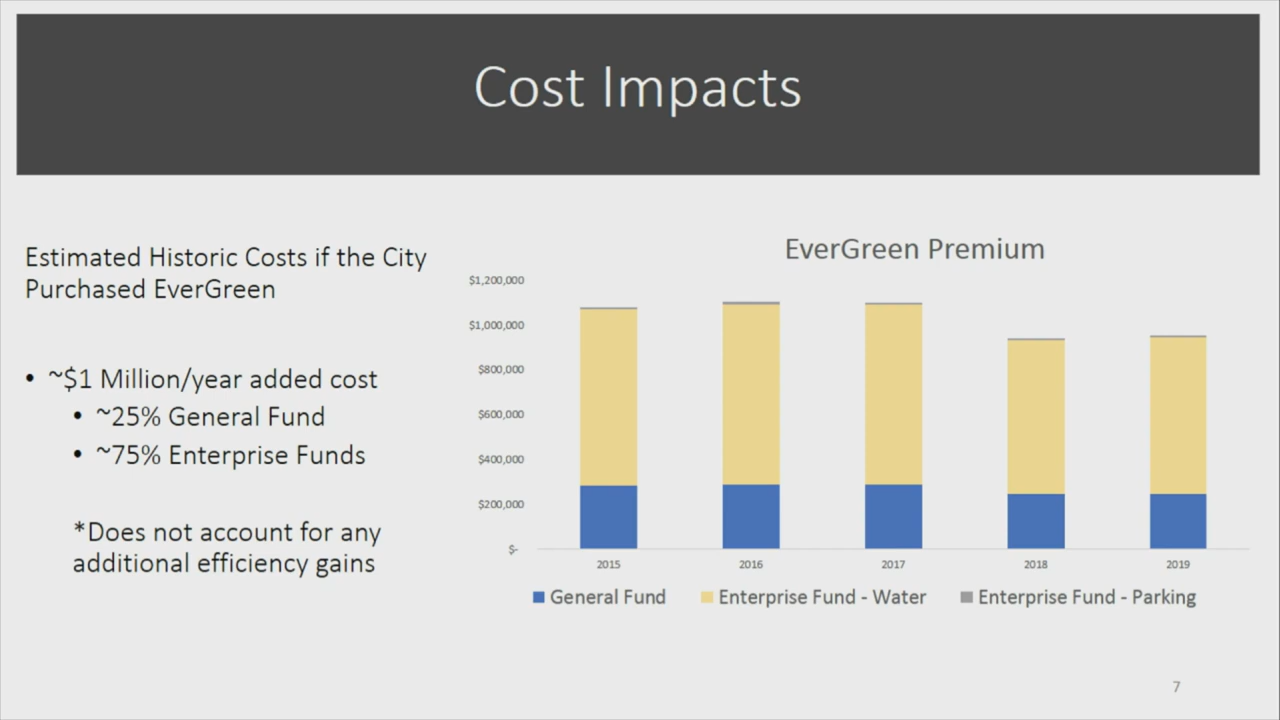 Cost Impacts
Estimated Historic Costs if the City
Purchased EverGreen
• ~$1 Million/year added cost
• ~25% General Fund
• ~75% Enterprise Funds
*Does not account for any
additional efficiency gains
EverGreen Premium
$1,200,000
$1,000,000
$800,000
$600,000
$400,000
$200,000
$-
2015 2016 2017 2018 2019
General Fund Enterprise Fund - Water Enterprise Fund - Parking
7